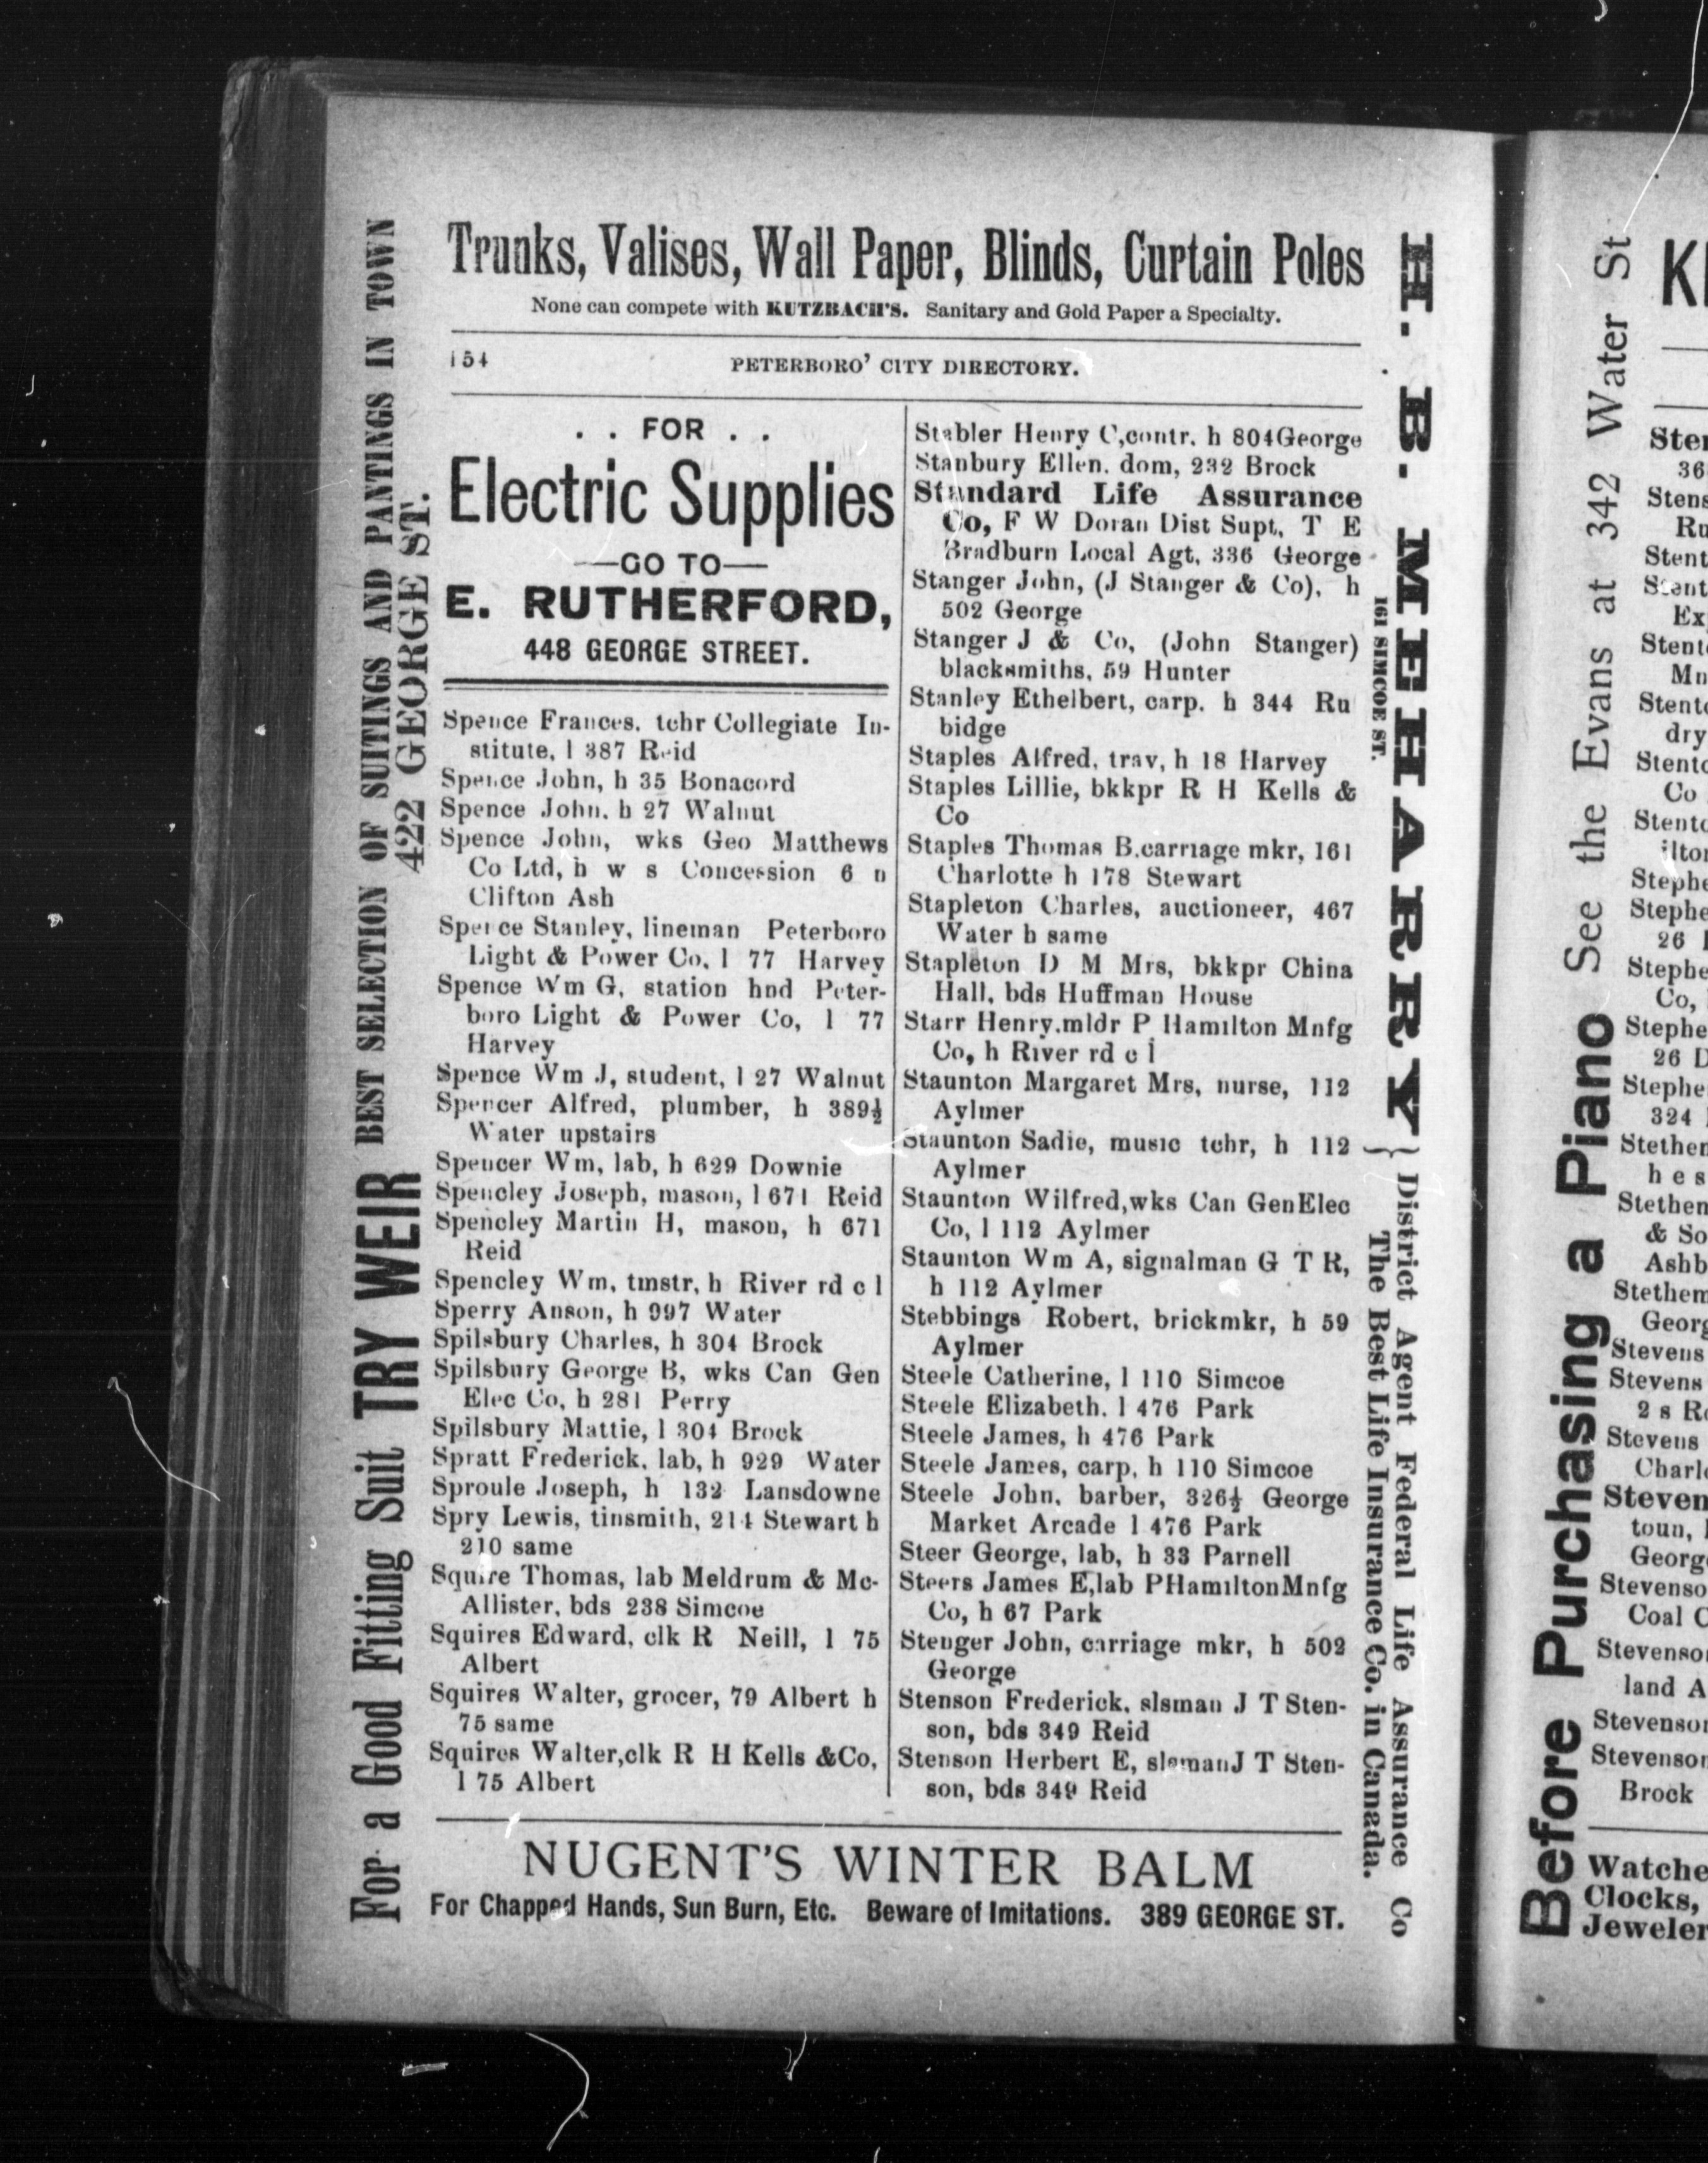 Trunks, Valises, Wall Paper, Blinds, Curtain Poles
None can compete with KUTZBACH'S. Sanitary and Gold Paper a Specialty.
154 PETERBORO' CITY DIRECTORY.
. . FOR . .
Electric Supplies
—GO TO—
E. RUTHERFORD,
448 GEORGE STREET.
Spence Frances, tchr Collegiate In-
stitute, l 387 Reid
Spence John, h 35 Bonacord
Spence John, h 27 Walnut
Spence John, wks Geo Matthews
Co Ltd, h w s Concession 6 n
Clifton Ash
Spence Stanley, lineman Peterboro
Light & Power Co, l 77 Harvey
Spence Wm G, station hnd Peter-
boro Light & Power Co, l 77
Harvey
Spence Wm J, student, l 27 Walnut
Spencer Alfred, plumber, h 389½
Water upstairs
Spencer Wm, lab, h 629 Downie
Spencley Joseph, mason, l 671 Reid
Spencley Martin H, mason, h 671
Reid
Spencley Wm, tmstr, h River rd c l
Sperry Anson, h 997 Water
Spilsbury Charles, h 304 Brock
Spilsbury George B, wks Can Gen
Elec Co, h 281 Perry
Spilsbury Mattie, l 304 Brock
Spratt Frederick, lab, h 929 Water
Sproule Joseph, h 132 Lansdowne
Spry Lewis, tinsmith, 214 Stewart h
210 same
Squire Thomas, lab Meldrum & Mc-
Allister, bds 238 Simcoe
Squires Edward, clk R Neill, l 75
Albert
Squires Walter, grocer, 79 Albert h
75 same
Squires Walter,clk R H Kells &Co,
l 75 Albert
Stabler Henry C,contr, h 804George
Stanbury Ellen, dom, 232 Brock
Standard Life Assurance
Co, F W Doran Dist Supt, T E
Bradburn Local Agt, 336 George
Stanger John, (J Stanger & Co), h
502 George
Stanger J & Co, (John Stanger)
blacksmiths, 59 Hunter
Stanley Ethelbert, carp, h 344 Ru
bidge
Staples Alfred, trav, h 18 Harvey
Staples Lillie, bkkpr R H Kells &
Co
Staples Thomas B,carriage mkr, 161
Charlotte h 178 Stewart
Stapleton Charles, auctioneer, 467
Water h same
Stapleton D M Mrs, bkkpr China
Hall, bds Huffman House
Starr Henry,mldr P Hamilton Mnfg
Co, h River rd c l
Staunton Margaret Mrs, nurse, 112
Aylmer
Staunton Sadie, music tchr, h 112
Aylmer
Staunton Wilfred,wks Can GenElec
Co, l 112 Aylmer
Staunton Wm A, signalman G T R,
h 112 Aylmer
Stebbings Robert, brickmkr, h 59
Aylmer
Steele Catherine, l 110 Simcoe
Steele Elizabeth, l 476 Park
Steele James, h 476 Park
Steele James, carp, h 110 Simcoe
Steele John, barber, 326½ George
Market Arcade l 476 Park
Steer George, lab, h 33 Parnell
Steers James E,lab PHamiltonMnfg
Co, h 67 Park
Stenger John, carriage mkr, h 502
George
Stenson Frederick, slsman J T Sten-
son, bds 349 Reid
Stenson Herbert E, slsmanJ T Sten-
son, bds 349 Reid
NUGENT'S WINTER BALM
For Chapped Hands, Sun Burn, Etc. Beware of Imitations. 389 GEORGE ST.
For a Good Fitting Suit TRY WEIR BEST SELECTION OF SUITINGS AND PANTINGS IN TOWN
422 GEORGE ST.
H. B. MEHARRY
161 SIMCOE ST.
District Agent Federal Life Assurance Co
The Best Life Insurance Co. in Canada.
Before Purchasing a Piano See the Evans at 342 Water St
Watche
Clocks,
Jeweler